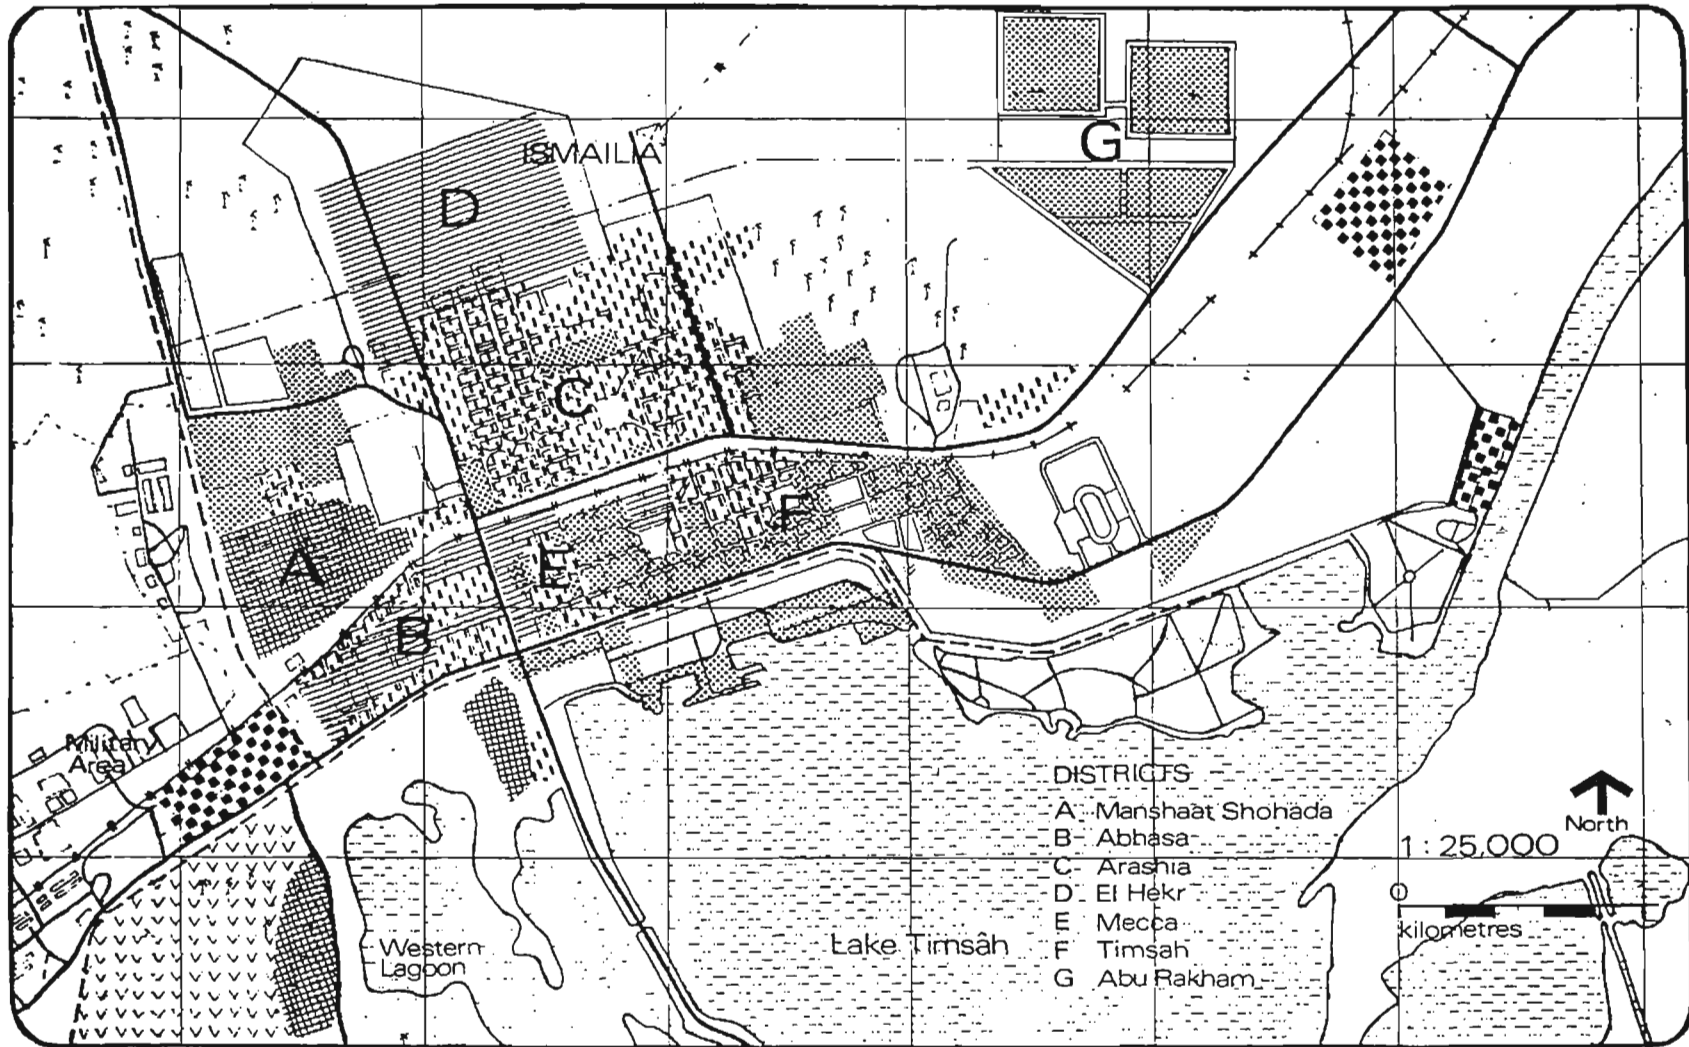 ISMAILIA
G
D
C
F
E
A
B
Military
Area
DISTRICTS
A Manshaat Shohada
B Abhasa
C Arashia
D El Hekr
E Mecca
F Timsah
G Abu Rakham
North
1 : 25,000
0
kilometres
Western
Lagoon
Lake Timsâh